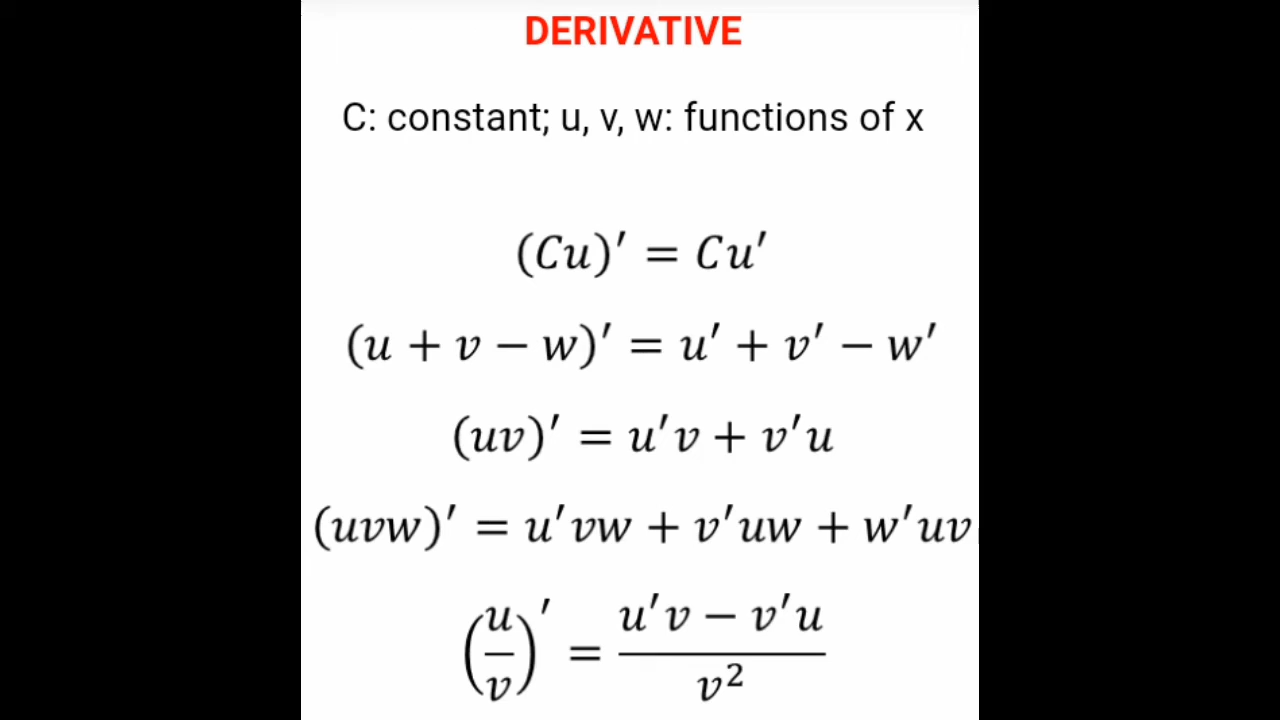 DERIVATIVE
C: constant; u, v, w: functions of x
(Cu)′ = Cu′
(u + v − w)′ = u′ + v′ − w′
(uv)′ = u′v + v′u
(uvw)′ = u′vw + v′uw + w′uv
(u/v)′ = (u′v − v′u)/v²